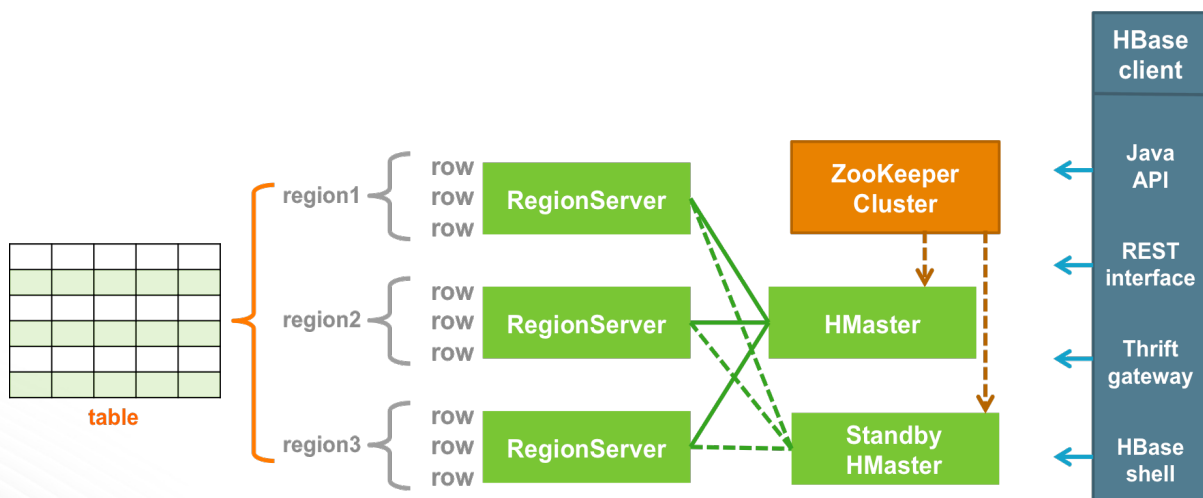 HBase
client
Java
API
REST
interface
Thrift
gateway
HBase
shell
ZooKeeper
Cluster
HMaster
Standby
HMaster
RegionServer
RegionServer
RegionServer
region1
row
row
row
region2
row
row
row
region3
row
row
row
table